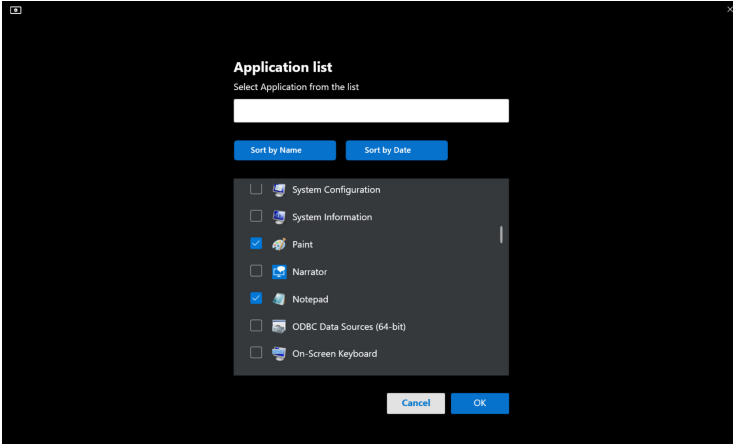 Application list
Select Application from the list
Sort by Name
Sort by Date
System Configuration
System Information
Paint
Narrator
Notepad
ODBC Data Sources (64-bit)
On-Screen Keyboard
Cancel
OK